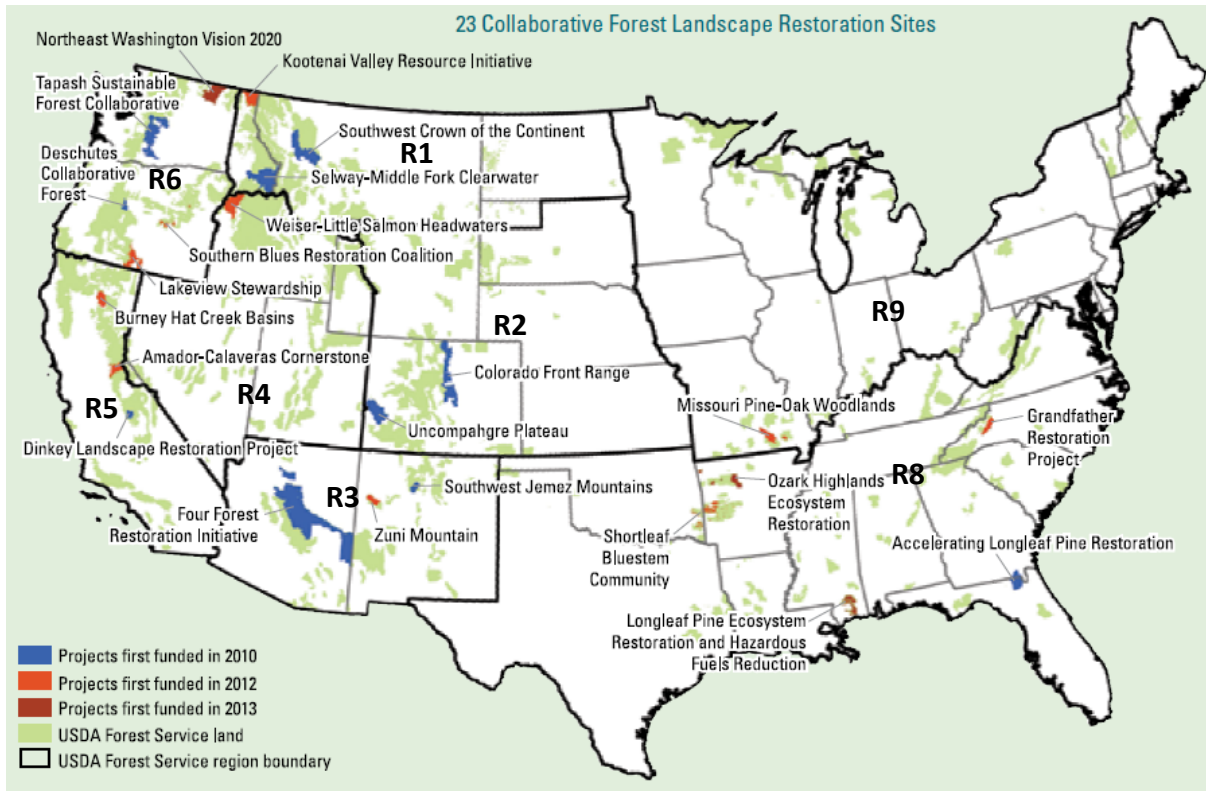 23 Collaborative Forest Landscape Restoration Sites
Northeast Washington Vision 2020
Kootenai Valley Resource Initiative
Tapash Sustainable
Forest Collaborative
Southwest Crown of the Continent
R1
Deschutes
Collaborative
Forest
R6
Selway-Middle Fork Clearwater
Weiser-Little Salmon Headwaters
Southern Blues Restoration Coalition
Lakeview Stewardship
Burney Hat Creek Basins
R2
R9
Amador-Calaveras Cornerstone
Colorado Front Range
R4
R5
Missouri Pine-Oak Woodlands
Uncompahgre Plateau
Grandfather
Restoration
Project
Dinkey Landscape Restoration Project
R8
Southwest Jemez Mountains
R3
Ozark Highlands
Ecosystem
Restoration
Four Forest
Restoration Initiative
Zuni Mountain
Shortleaf
Bluestem
Community
Accelerating Longleaf Pine Restoration
Longleaf Pine Ecosystem
Restoration and Hazardous
Fuels Reduction
Projects first funded in 2010
Projects first funded in 2012
Projects first funded in 2013
USDA Forest Service land
USDA Forest Service region boundary